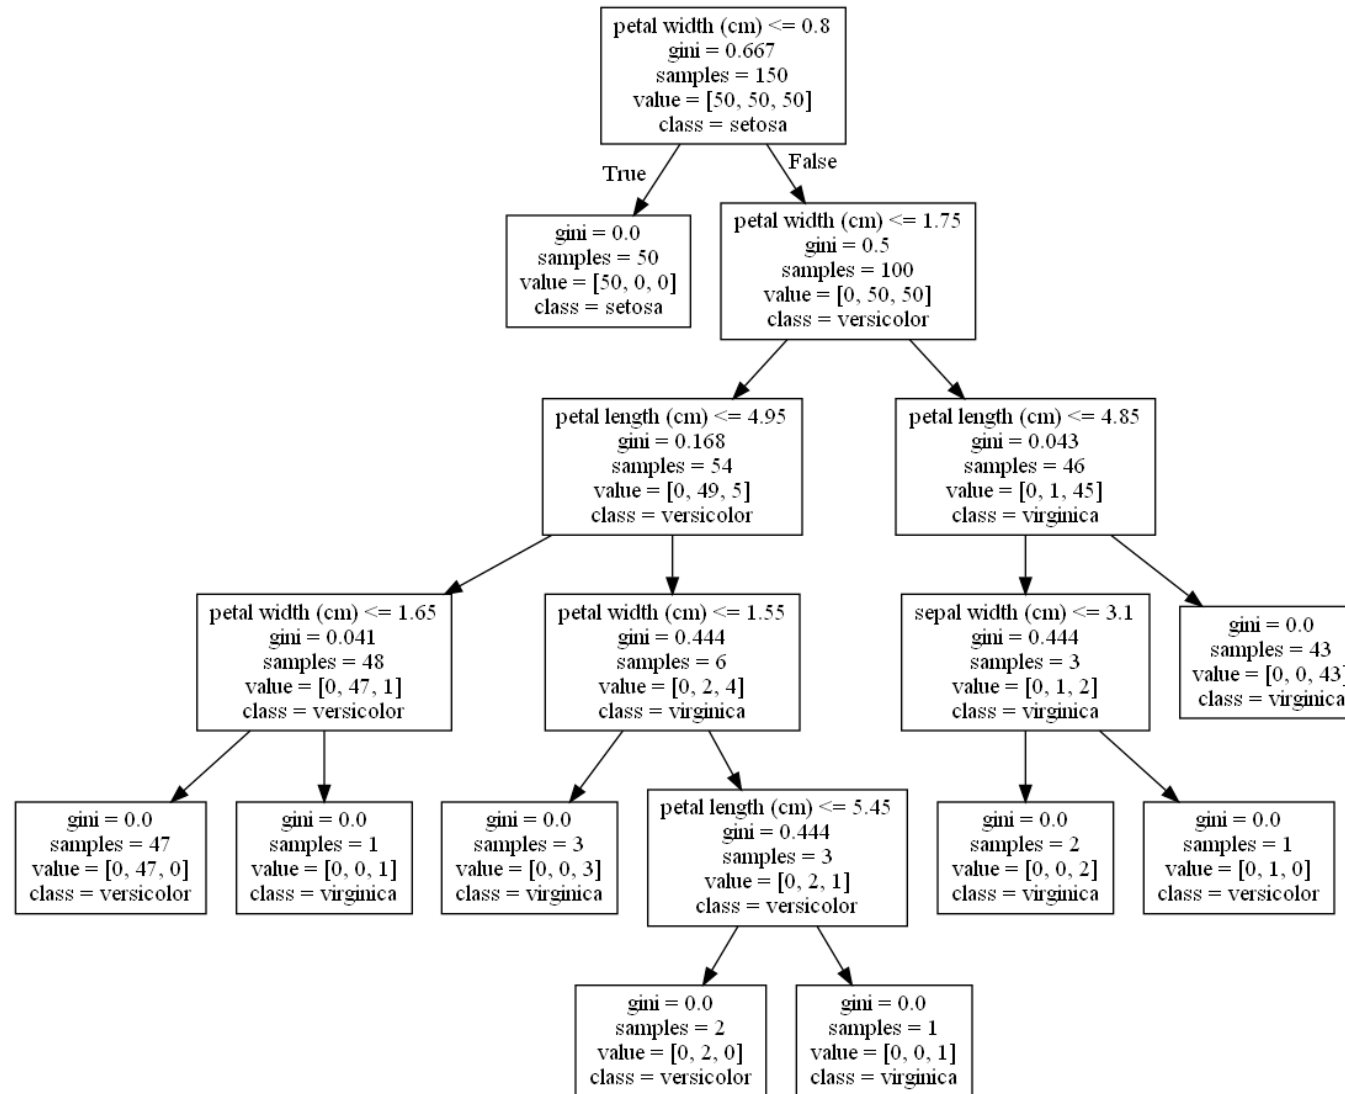 petal width (cm) <= 0.8
gini = 0.667
samples = 150
value = [50, 50, 50]
class = setosa
True
False
gini = 0.0
samples = 50
value = [50, 0, 0]
class = setosa
petal width (cm) <= 1.75
gini = 0.5
samples = 100
value = [0, 50, 50]
class = versicolor
petal length (cm) <= 4.95
gini = 0.168
samples = 54
value = [0, 49, 5]
class = versicolor
petal length (cm) <= 4.85
gini = 0.043
samples = 46
value = [0, 1, 45]
class = virginica
petal width (cm) <= 1.65
gini = 0.041
samples = 48
value = [0, 47, 1]
class = versicolor
petal width (cm) <= 1.55
gini = 0.444
samples = 6
value = [0, 2, 4]
class = virginica
sepal width (cm) <= 3.1
gini = 0.444
samples = 3
value = [0, 1, 2]
class = virginica
gini = 0.0
samples = 43
value = [0, 0, 43]
class = virginica
gini = 0.0
samples = 47
value = [0, 47, 0]
class = versicolor
gini = 0.0
samples = 1
value = [0, 0, 1]
class = virginica
gini = 0.0
samples = 3
value = [0, 0, 3]
class = virginica
petal length (cm) <= 5.45
gini = 0.444
samples = 3
value = [0, 2, 1]
class = versicolor
gini = 0.0
samples = 2
value = [0, 0, 2]
class = virginica
gini = 0.0
samples = 1
value = [0, 1, 0]
class = versicolor
gini = 0.0
samples = 2
value = [0, 2, 0]
class = versicolor
gini = 0.0
samples = 1
value = [0, 0, 1]
class = virginica